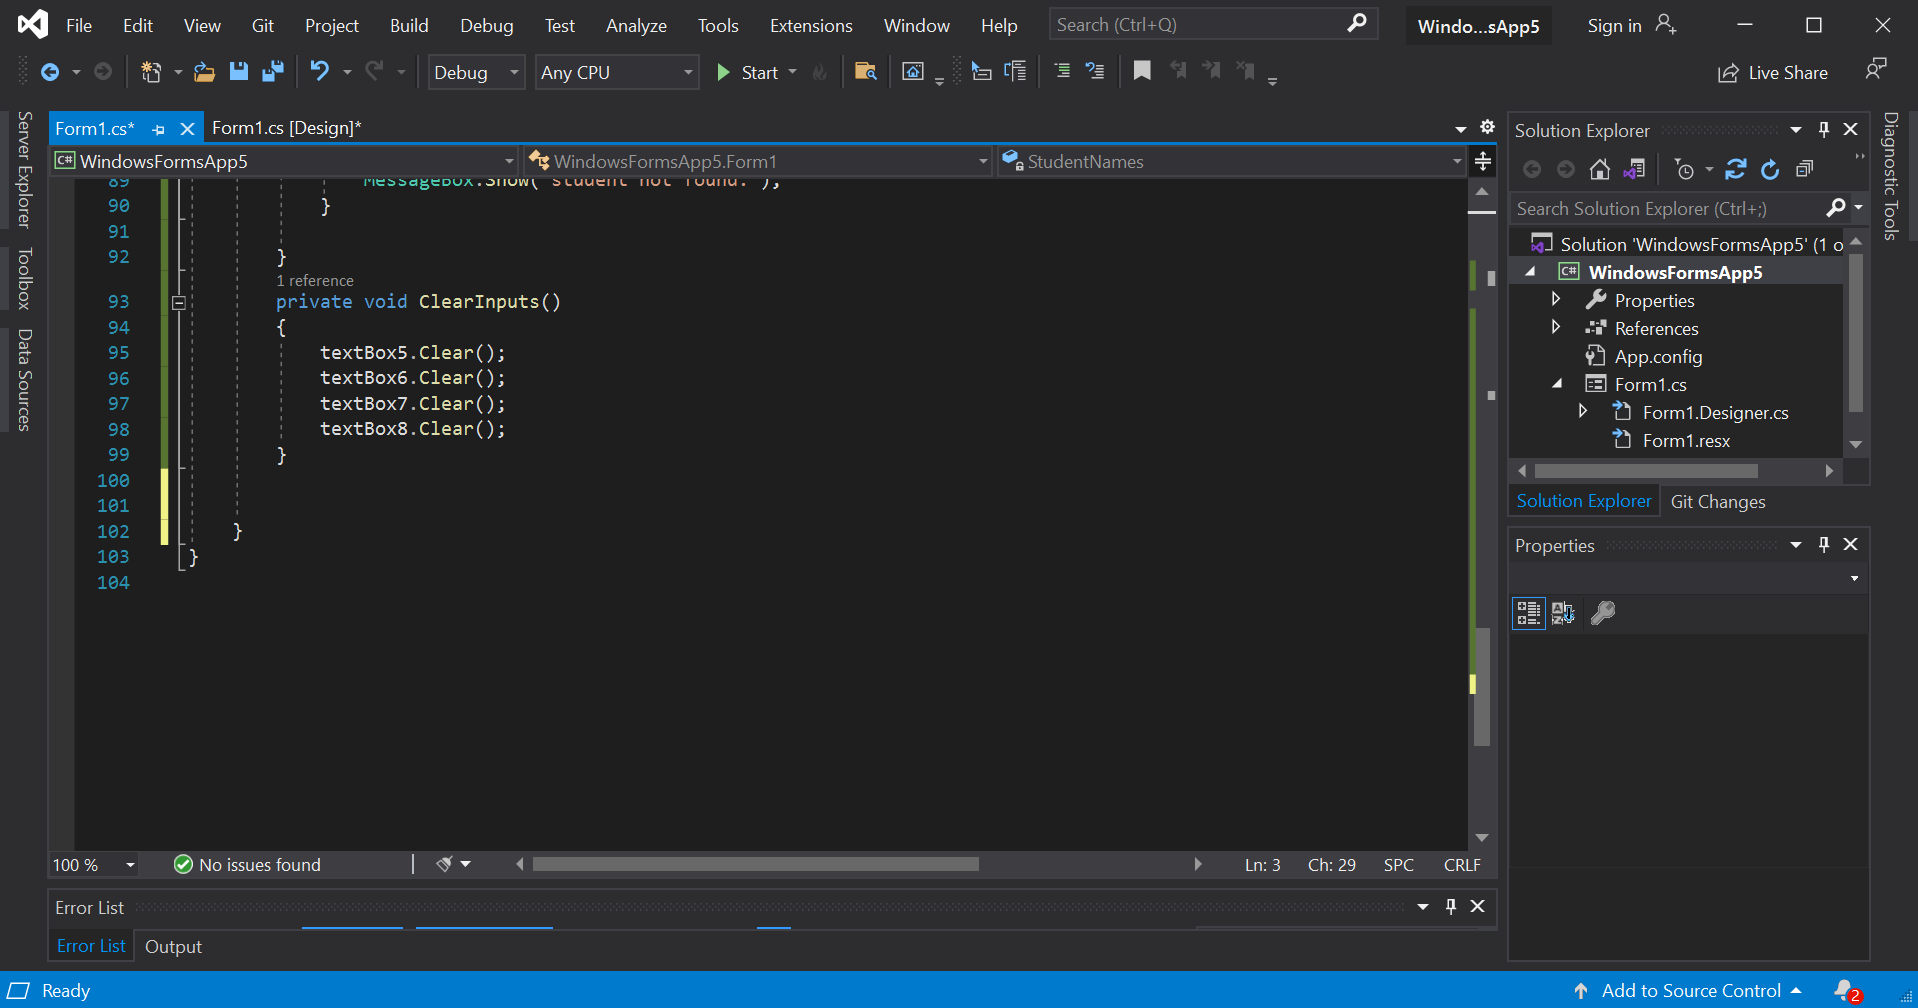 File Edit View Git Project Build Debug Test Analyze Tools Extensions Window Help Search (Ctrl+Q) Windo...sApp5 Sign in
Debug Any CPU Start Live Share
Server Explorer
Toolbox
Data Sources
Form1.cs* Form1.cs [Design]*
C# WindowsFormsApp5 WindowsFormsApp5.Form1 StudentNames
89 MessageBox.Show("student not found.");
90 }
91
92 }
1 reference
93 private void ClearInputs()
94 {
95 textBox5.Clear();
96 textBox6.Clear();
97 textBox7.Clear();
98 textBox8.Clear();
99 }
100
101
102 }
103 }
104
100 % No issues found Ln: 3 Ch: 29 SPC CRLF
Error List
Error List Output
Solution Explorer
Search Solution Explorer (Ctrl+;)
Solution 'WindowsFormsApp5' (1 o
C# WindowsFormsApp5
Properties
References
App.config
Form1.cs
Form1.Designer.cs
Form1.resx
Solution Explorer Git Changes
Properties
Diagnostic Tools
Ready Add to Source Control 2